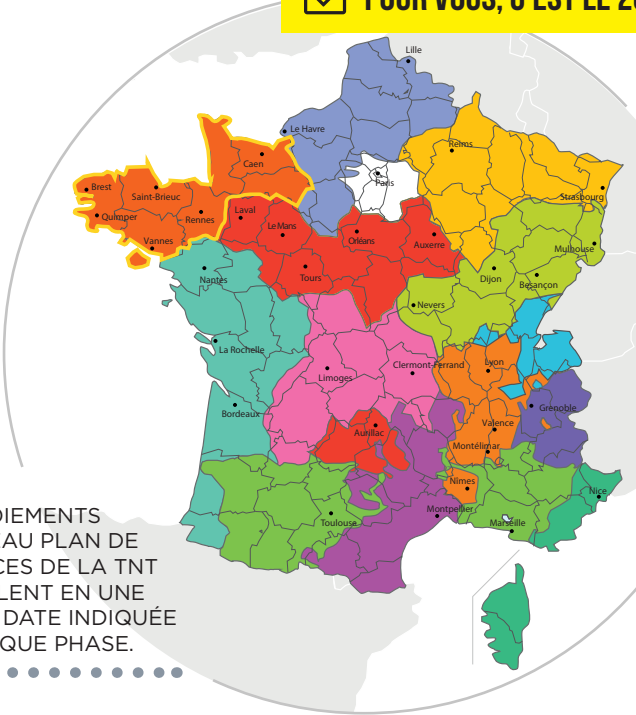 POUR VOUS, C'EST LE 2
Lille
Le Havre
Reims
Caen
Paris
Strasbourg
Brest
Saint-Brieuc
Quimper
Rennes
Laval
Le Mans
Orléans
Auxerre
Vannes
Mulhouse
Nantes
Tours
Dijon
Besançon
Nevers
La Rochelle
Limoges
Clermont-Ferrand
Lyon
Bordeaux
Grenoble
Aurillac
Valence
Montélimar
Nîmes
Nice
Toulouse
Montpellier
Marseille
OIEMENTS
EAU PLAN DE
CES DE LA TNT
LENT EN UNE
DATE INDIQUÉE
QUE PHASE.